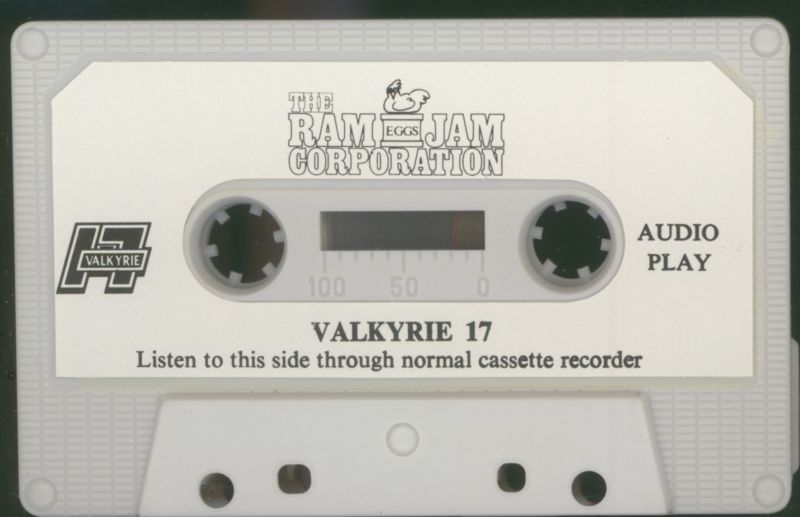 THE
RAM EGGS JAM
CORPORATION
VALKYRIE
AUDIO
PLAY
100 50 0
VALKYRIE 17
Listen to this side through normal cassette recorder